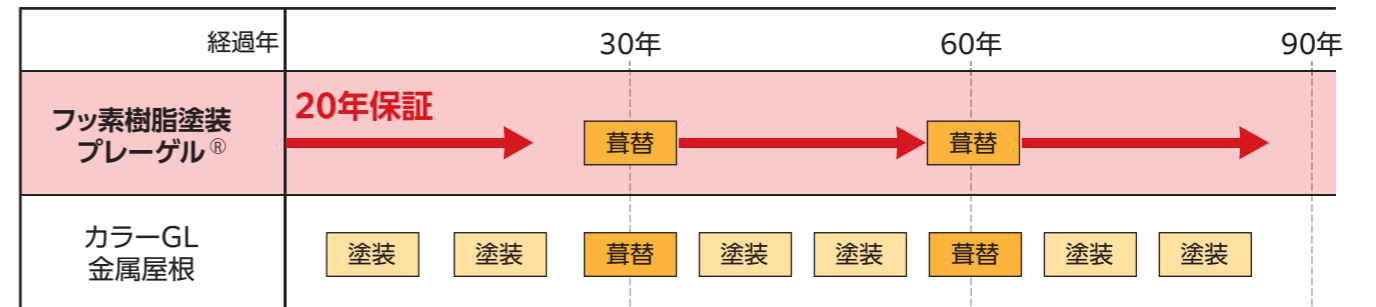 経過年 30年 60年 90年
20年保証
フッ素樹脂塗装
プレーゲル®
葺替 葺替
カラーGL
金属屋根
塗装 塗装 葺替 塗装 塗装 葺替 塗装 塗装